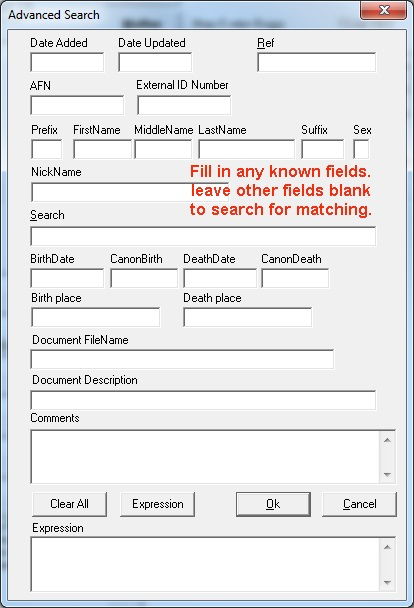 Advanced Search
Date Added Date Updated Ref
AFN External ID Number
Prefix FirstName MiddleName LastName Suffix Sex
NickName
Fill in any known fields.
leave other fields blank
to search for matching.
Search
BirthDate CanonBirth DeathDate CanonDeath
Birth place Death place
Document FileName
Document Description
Comments
Clear All Expression Ok Cancel
Expression